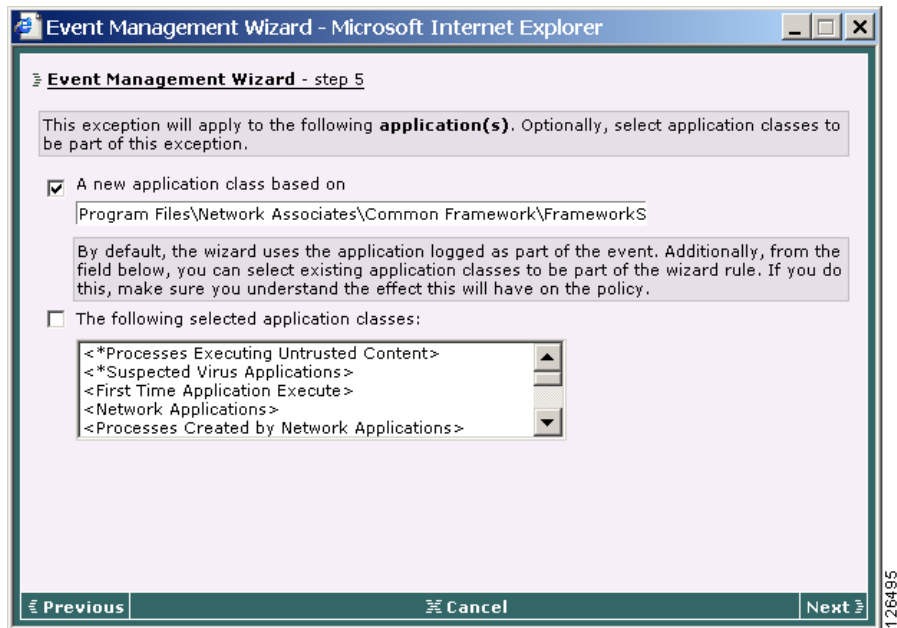 Event Management Wizard - Microsoft Internet Explorer
Event Management Wizard - step 5
This exception will apply to the following application(s). Optionally, select application classes to
be part of this exception.
A new application class based on
Program Files\Network Associates\Common Framework\FrameworkS
By default, the wizard uses the application logged as part of the event. Additionally, from the
field below, you can select existing application classes to be part of the wizard rule. If you do
this, make sure you understand the effect this will have on the policy.
The following selected application classes:
<*Processes Executing Untrusted Content>
<*Suspected Virus Applications>
<First Time Application Execute>
<Network Applications>
<Processes Created by Network Applications>
Previous
Cancel
Next
126495